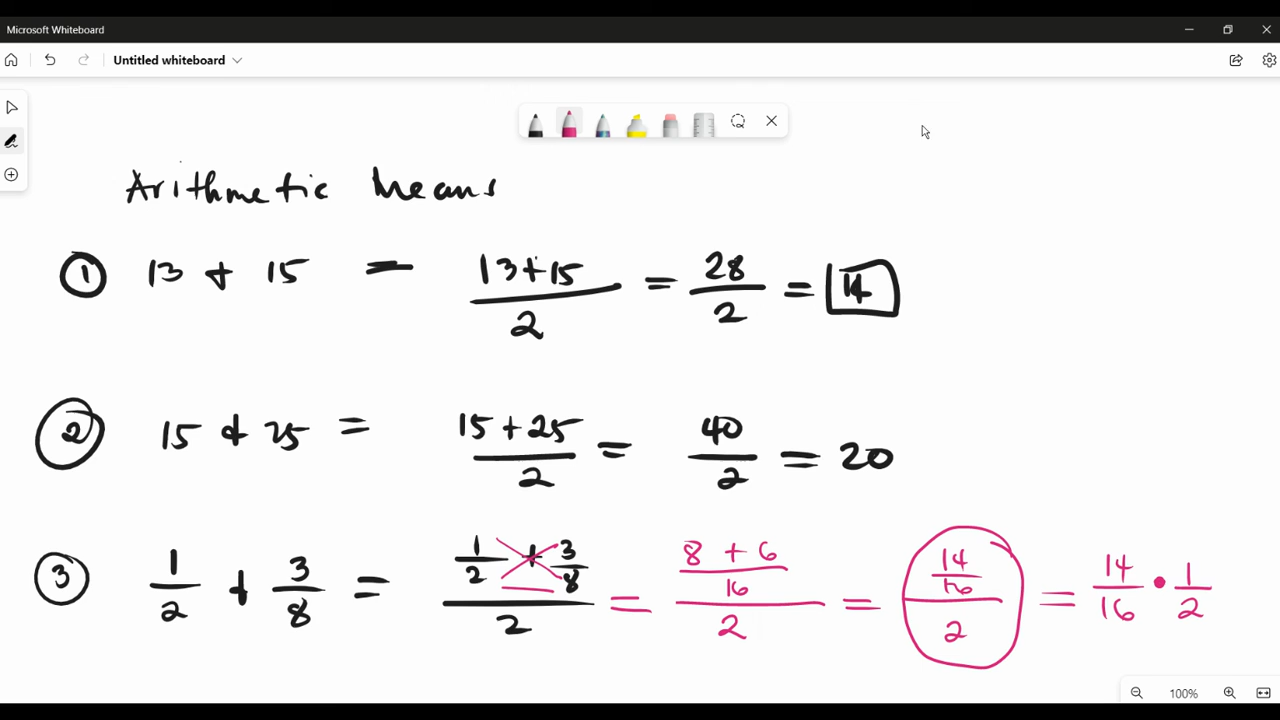 Microsoft Whiteboard
Untitled whiteboard
Arithmetic means
① 13 + 15 = (13+15)/2 = 28/2 = 14
② 15 + 25 = (15+25)/2 = 40/2 = 20
③ 1/2 + 3/8 = (1/2 + 3/8)/2 = ((8+6)/16)/2 = (14/16)/2 = 14/16 • 1/2
100%